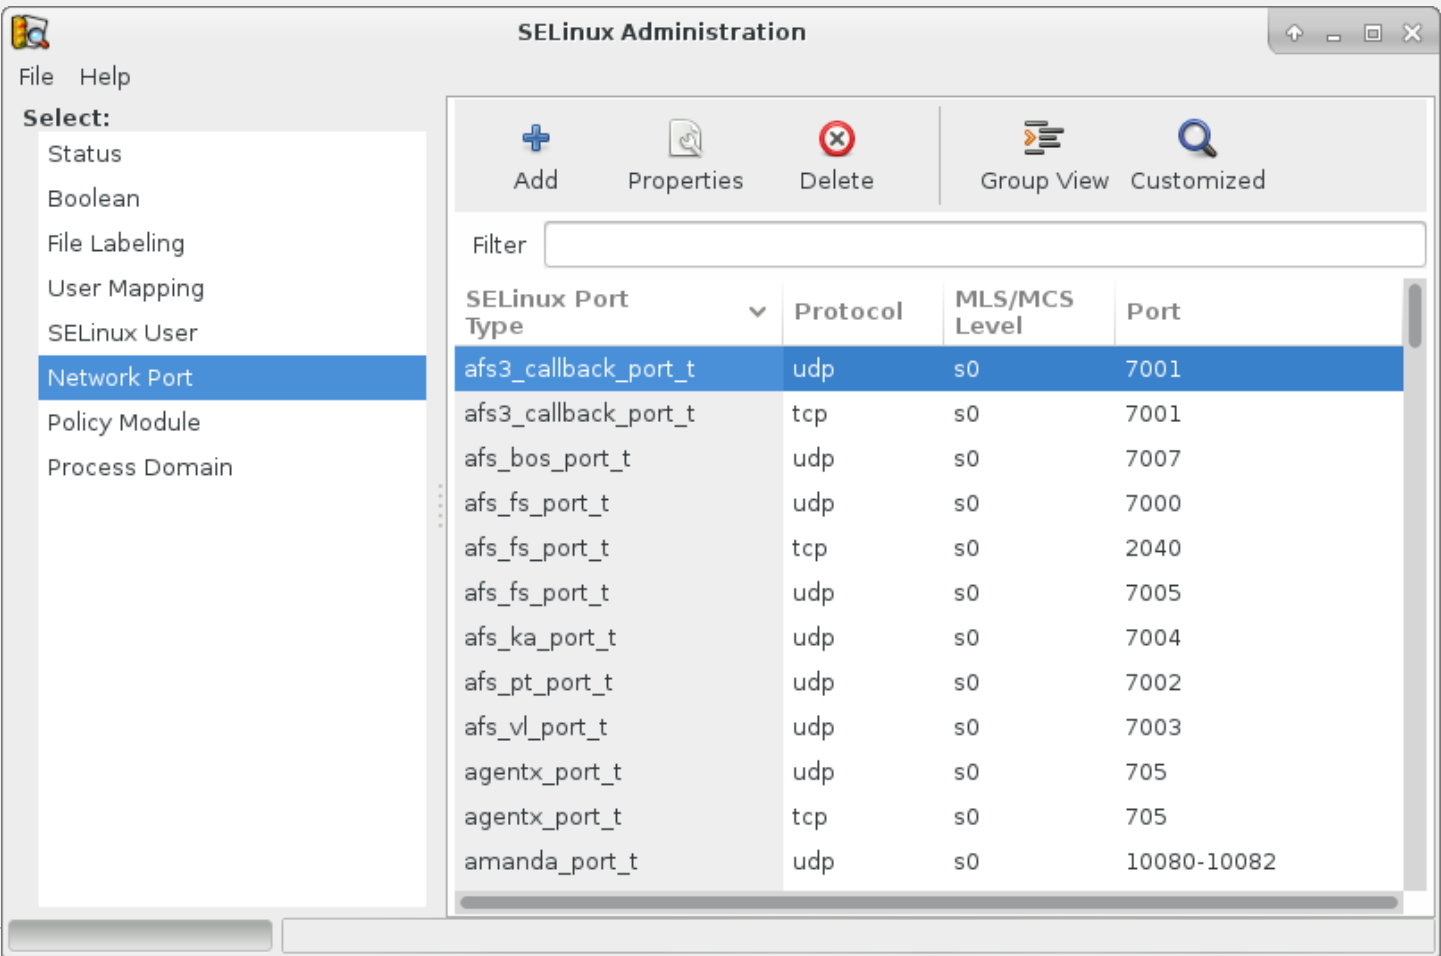 SELinux Administration
File Help
Select:
Status
Boolean
File Labeling
User Mapping
SELinux User
Network Port
Policy Module
Process Domain
Add Properties Delete Group View Customized
Filter
SELinux Port Type Protocol MLS/MCS Level Port
afs3_callback_port_t udp s0 7001
afs3_callback_port_t tcp s0 7001
afs_bos_port_t udp s0 7007
afs_fs_port_t udp s0 7000
afs_fs_port_t tcp s0 2040
afs_fs_port_t udp s0 7005
afs_ka_port_t udp s0 7004
afs_pt_port_t udp s0 7002
afs_vl_port_t udp s0 7003
agentx_port_t udp s0 705
agentx_port_t tcp s0 705
amanda_port_t udp s0 10080-10082